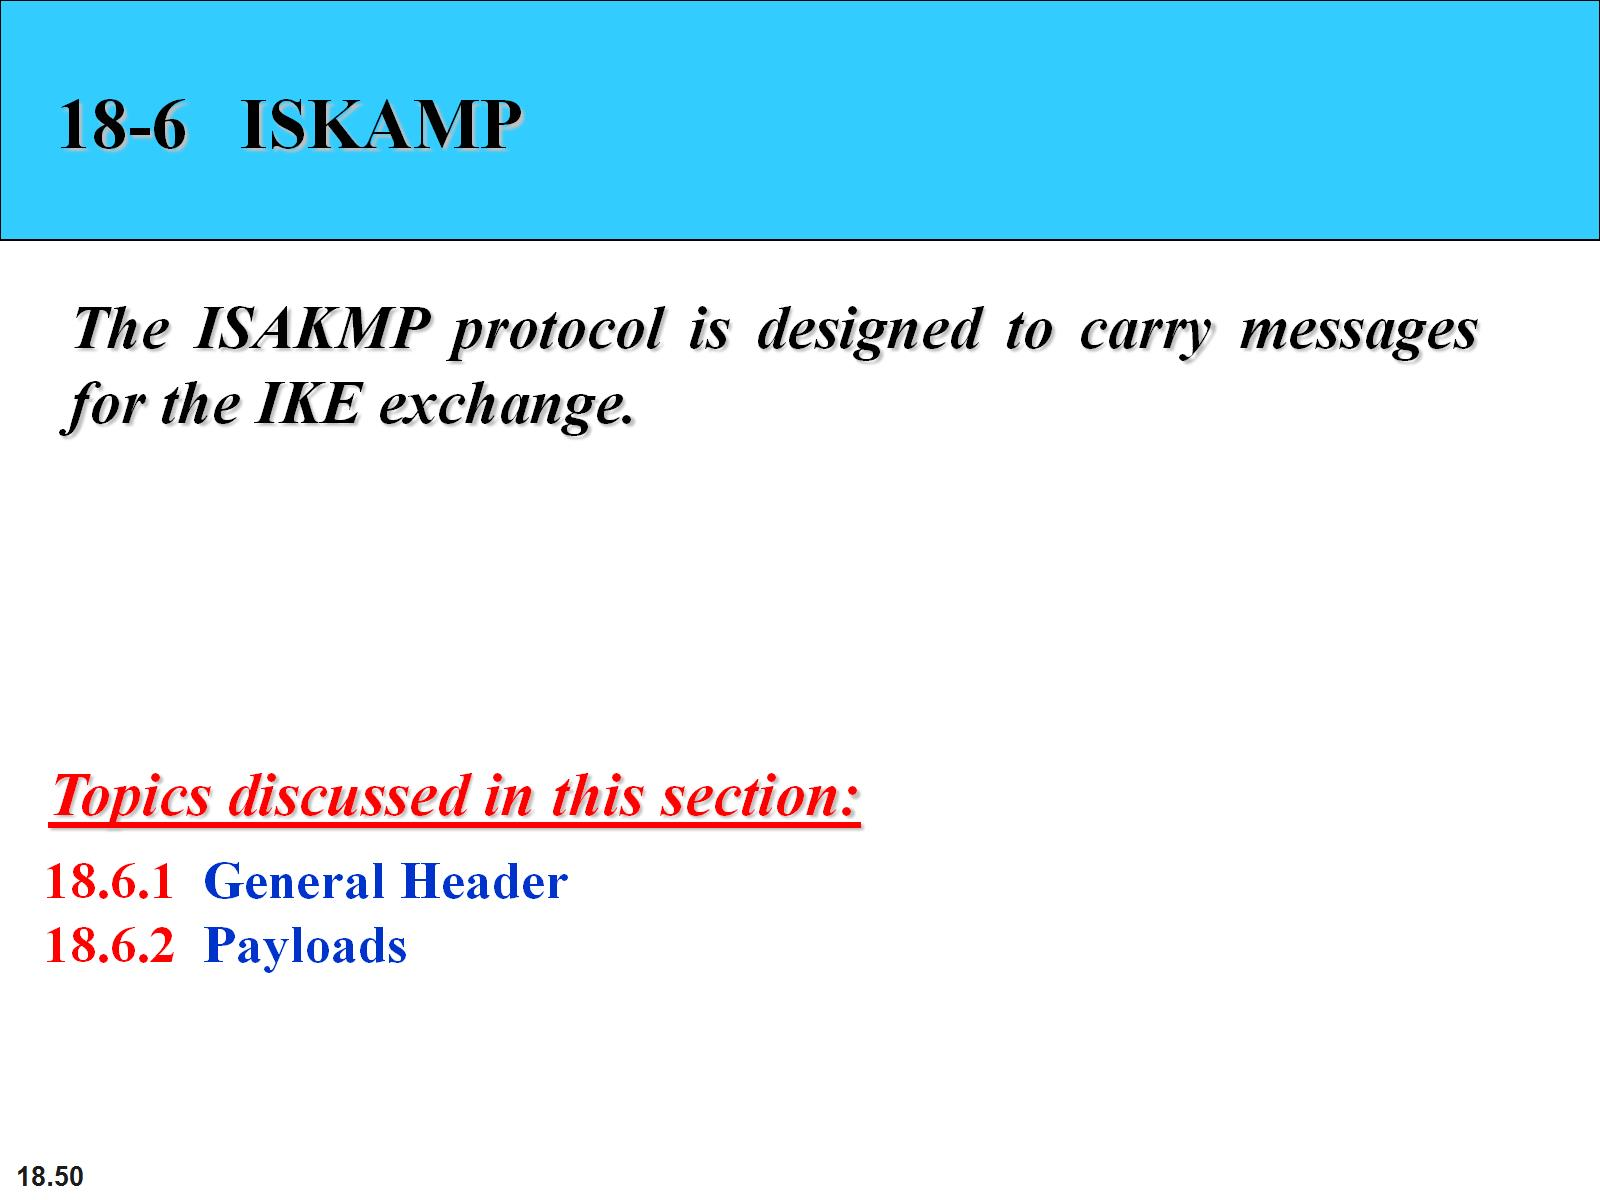 18-6 ISKAMP
The ISAKMP protocol is designed to carry messages
for the IKE exchange.
Topics discussed in this section:
18.6.1 General Header
18.6.2 Payloads
18.50